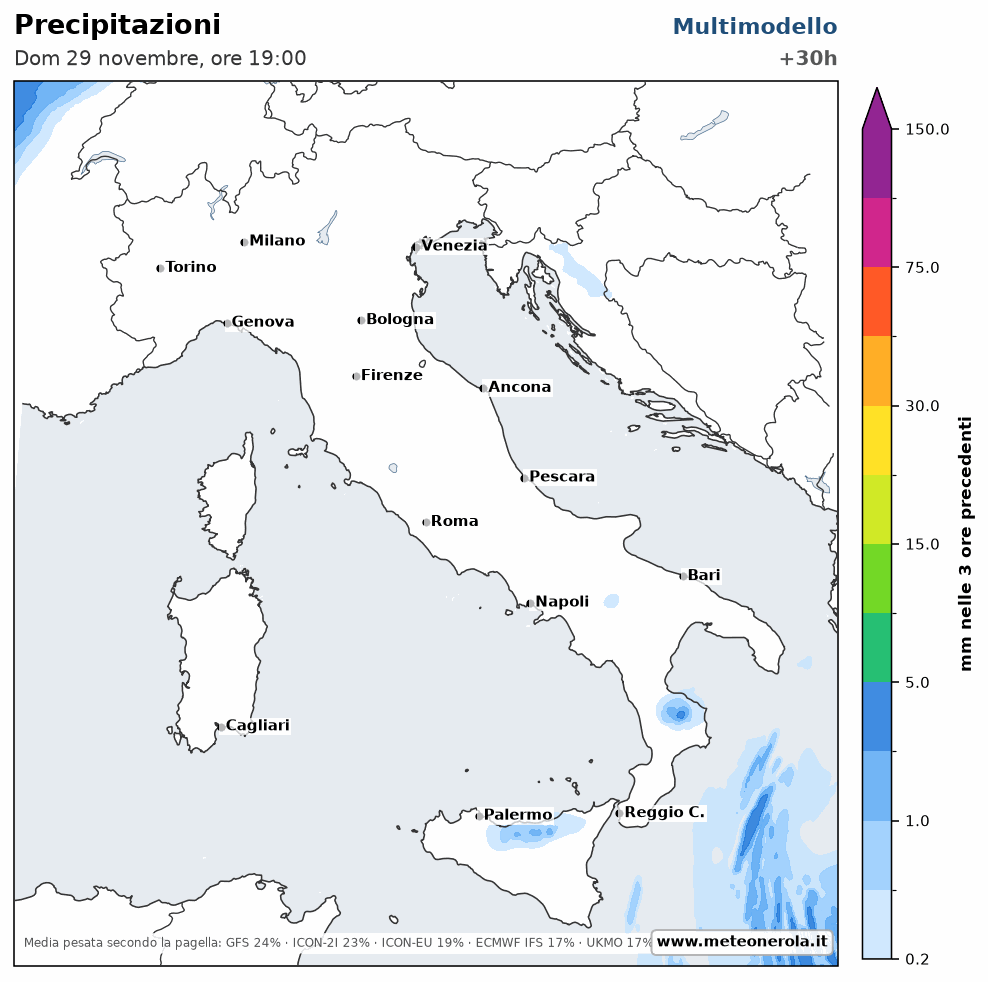 Precipitazioni
Multimodello
Dom 29 novembre, ore 19:00
+30h
150.0
75.0
30.0
15.0
5.0
1.0
0.2
mm nelle 3 ore precedenti
Milano
Venezia
Torino
Genova
Bologna
Firenze
Ancona
Pescara
Roma
Bari
Napoli
Cagliari
Palermo
Reggio C.
Media pesata secondo la pagella: GFS 24% · ICON-2I 23% · ICON-EU 19% · ECMWF IFS 17% · UKMO 17%
www.meteonerola.it